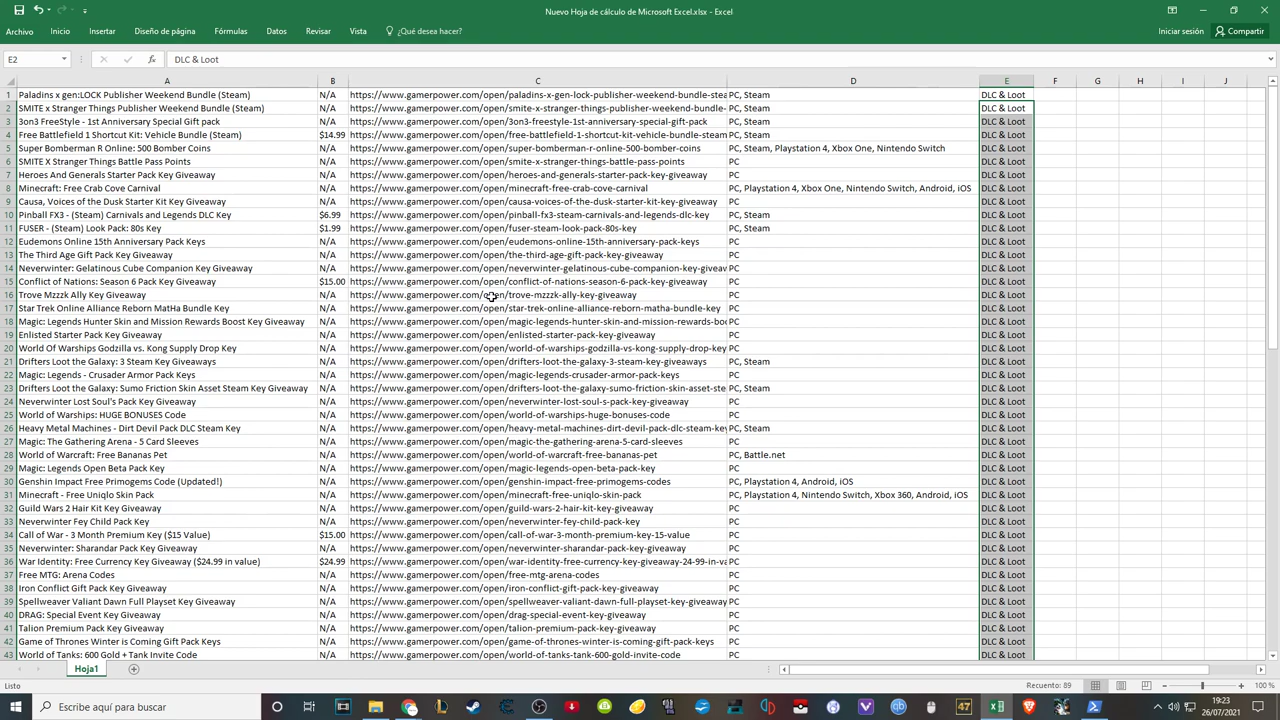 Nuevo Hoja de cálculo de Microsoft Excel.xlsx - Excel
Archivo Inicio Insertar Diseño de página Fórmulas Datos Revisar Vista ¿Qué desea hacer? Iniciar sesión Compartir
E2 fx DLC & Loot
A B C D E F G H I J
1 Paladins x gen:LOCK Publisher Weekend Bundle (Steam) N/A https://www.gamerpower.com/open/paladins-x-gen-lock-publisher-weekend-bundle-stea PC, Steam DLC & Loot
2 SMITE x Stranger Things Publisher Weekend Bundle (Steam) N/A https://www.gamerpower.com/open/smite-x-stranger-things-publisher-weekend-bundle- PC, Steam DLC & Loot
3 3on3 FreeStyle - 1st Anniversary Special Gift pack N/A https://www.gamerpower.com/open/3on3-freestyle-1st-anniversary-special-gift-pack PC, Steam DLC & Loot
4 Free Battlefield 1 Shortcut Kit: Vehicle Bundle (Steam) $14.99 https://www.gamerpower.com/open/free-battlefield-1-shortcut-kit-vehicle-bundle-steam PC, Steam DLC & Loot
5 Super Bomberman R Online: 500 Bomber Coins N/A https://www.gamerpower.com/open/super-bomberman-r-online-500-bomber-coins PC, Steam, Playstation 4, Xbox One, Nintendo Switch DLC & Loot
6 SMITE X Stranger Things Battle Pass Points N/A https://www.gamerpower.com/open/smite-x-stranger-things-battle-pass-points PC DLC & Loot
7 Heroes And Generals Starter Pack Key Giveaway N/A https://www.gamerpower.com/open/heroes-and-generals-starter-pack-key-giveaway PC DLC & Loot
8 Minecraft: Free Crab Cove Carnival N/A https://www.gamerpower.com/open/minecraft-free-crab-cove-carnival PC, Playstation 4, Xbox One, Nintendo Switch, Android, iOS DLC & Loot
9 Causa, Voices of the Dusk Starter Kit Key Giveaway N/A https://www.gamerpower.com/open/causa-voices-of-the-dusk-starter-kit-key-giveaway PC DLC & Loot
10 Pinball FX3 - (Steam) Carnivals and Legends DLC Key $6.99 https://www.gamerpower.com/open/pinball-fx3-steam-carnivals-and-legends-dlc-key PC, Steam DLC & Loot
11 FUSER - (Steam) Look Pack: 80s Key $1.99 https://www.gamerpower.com/open/fuser-steam-look-pack-80s-key PC, Steam DLC & Loot
12 Eudemons Online 15th Anniversary Pack Keys N/A https://www.gamerpower.com/open/eudemons-online-15th-anniversary-pack-keys PC DLC & Loot
13 The Third Age Gift Pack Key Giveaway N/A https://www.gamerpower.com/open/the-third-age-gift-pack-key-giveaway PC DLC & Loot
14 Neverwinter: Gelatinous Cube Companion Key Giveaway N/A https://www.gamerpower.com/open/neverwinter-gelatinous-cube-companion-key-giveav PC DLC & Loot
15 Conflict of Nations: Season 6 Pack Key Giveaway $15.00 https://www.gamerpower.com/open/conflict-of-nations-season-6-pack-key-giveaway PC DLC & Loot
16 Trove Mzzzk Ally Key Giveaway N/A https://www.gamerpower.com/open/trove-mzzzk-ally-key-giveaway PC DLC & Loot
17 Star Trek Online Alliance Reborn MatHa Bundle Key N/A https://www.gamerpower.com/open/star-trek-online-alliance-reborn-matha-bundle-key PC DLC & Loot
18 Magic: Legends Hunter Skin and Mission Rewards Boost Key Giveaway N/A https://www.gamerpower.com/open/magic-legends-hunter-skin-and-mission-rewards-boo PC DLC & Loot
19 Enlisted Starter Pack Key Giveaway N/A https://www.gamerpower.com/open/enlisted-starter-pack-key-giveaway PC DLC & Loot
20 World Of Warships Godzilla vs. Kong Supply Drop Key N/A https://www.gamerpower.com/open/world-of-warships-godzilla-vs-kong-supply-drop-key PC DLC & Loot
21 Drifters Loot the Galaxy: 3 Steam Key Giveaways N/A https://www.gamerpower.com/open/drifters-loot-the-galaxy-3-steam-key-giveaways PC, Steam DLC & Loot
22 Magic: Legends - Crusader Armor Pack Keys N/A https://www.gamerpower.com/open/magic-legends-crusader-armor-pack-keys PC DLC & Loot
23 Drifters Loot the Galaxy: Sumo Friction Skin Asset Steam Key Giveaway N/A https://www.gamerpower.com/open/drifters-loot-the-galaxy-sumo-friction-skin-asset-ste PC, Steam DLC & Loot
24 Neverwinter Lost Soul's Pack Key Giveaway N/A https://www.gamerpower.com/open/neverwinter-lost-soul-s-pack-key-giveaway PC DLC & Loot
25 World of Warships: HUGE BONUSES Code N/A https://www.gamerpower.com/open/world-of-warships-huge-bonuses-code PC DLC & Loot
26 Heavy Metal Machines - Dirt Devil Pack DLC Steam Key N/A https://www.gamerpower.com/open/heavy-metal-machines-dirt-devil-pack-dlc-steam-key PC, Steam DLC & Loot
27 Magic: The Gathering Arena - 5 Card Sleeves N/A https://www.gamerpower.com/open/magic-the-gathering-arena-5-card-sleeves PC DLC & Loot
28 World of Warcraft: Free Bananas Pet N/A https://www.gamerpower.com/open/world-of-warcraft-free-bananas-pet PC, Battle.net DLC & Loot
29 Magic: Legends Open Beta Pack Key N/A https://www.gamerpower.com/open/magic-legends-open-beta-pack-key PC DLC & Loot
30 Genshin Impact Free Primogems Code (Updated!) N/A https://www.gamerpower.com/open/genshin-impact-free-primogems-codes PC, Playstation 4, Android, iOS DLC & Loot
31 Minecraft - Free Uniqlo Skin Pack N/A https://www.gamerpower.com/open/minecraft-free-uniqlo-skin-pack PC, Playstation 4, Nintendo Switch, Xbox 360, Android, iOS DLC & Loot
32 Guild Wars 2 Hair Kit Key Giveaway N/A https://www.gamerpower.com/open/guild-wars-2-hair-kit-key-giveaway PC DLC & Loot
33 Neverwinter Fey Child Pack Key N/A https://www.gamerpower.com/open/neverwinter-fey-child-pack-key PC DLC & Loot
34 Call of War - 3 Month Premium Key ($15 Value) $15.00 https://www.gamerpower.com/open/call-of-war-3-month-premium-key-15-value PC DLC & Loot
35 Neverwinter: Sharandar Pack Key Giveaway N/A https://www.gamerpower.com/open/neverwinter-sharandar-pack-key-giveaway PC DLC & Loot
36 War Identity: Free Currency Key Giveaway ($24.99 in value) $24.99 https://www.gamerpower.com/open/war-identity-free-currency-key-giveaway-24-99-in-va PC DLC & Loot
37 Free MTG: Arena Codes N/A https://www.gamerpower.com/open/free-mtg-arena-codes PC DLC & Loot
38 Iron Conflict Gift Pack Key Giveaway N/A https://www.gamerpower.com/open/iron-conflict-gift-pack-key-giveaway PC DLC & Loot
39 Spellweaver Valiant Dawn Full Playset Key Giveaway N/A https://www.gamerpower.com/open/spellweaver-valiant-dawn-full-playset-key-giveaway PC DLC & Loot
40 DRAG: Special Event Key Giveaway N/A https://www.gamerpower.com/open/drag-special-event-key-giveaway PC DLC & Loot
41 Talion Premium Pack Key Giveaway N/A https://www.gamerpower.com/open/talion-premium-pack-key-giveaway PC DLC & Loot
42 Game of Thrones Winter is Coming Gift Pack Keys N/A https://www.gamerpower.com/open/game-of-thrones-winter-is-coming-gift-pack-keys PC DLC & Loot
43 World of Tanks: 600 Gold + Tank Invite Code N/A https://www.gamerpower.com/open/world-of-tanks-tank-600-gold-invite-code PC DLC & Loot
Hoja1
Listo Recuento: 89 100 %
Escribe aquí para buscar 47 19:23
26/07/2021